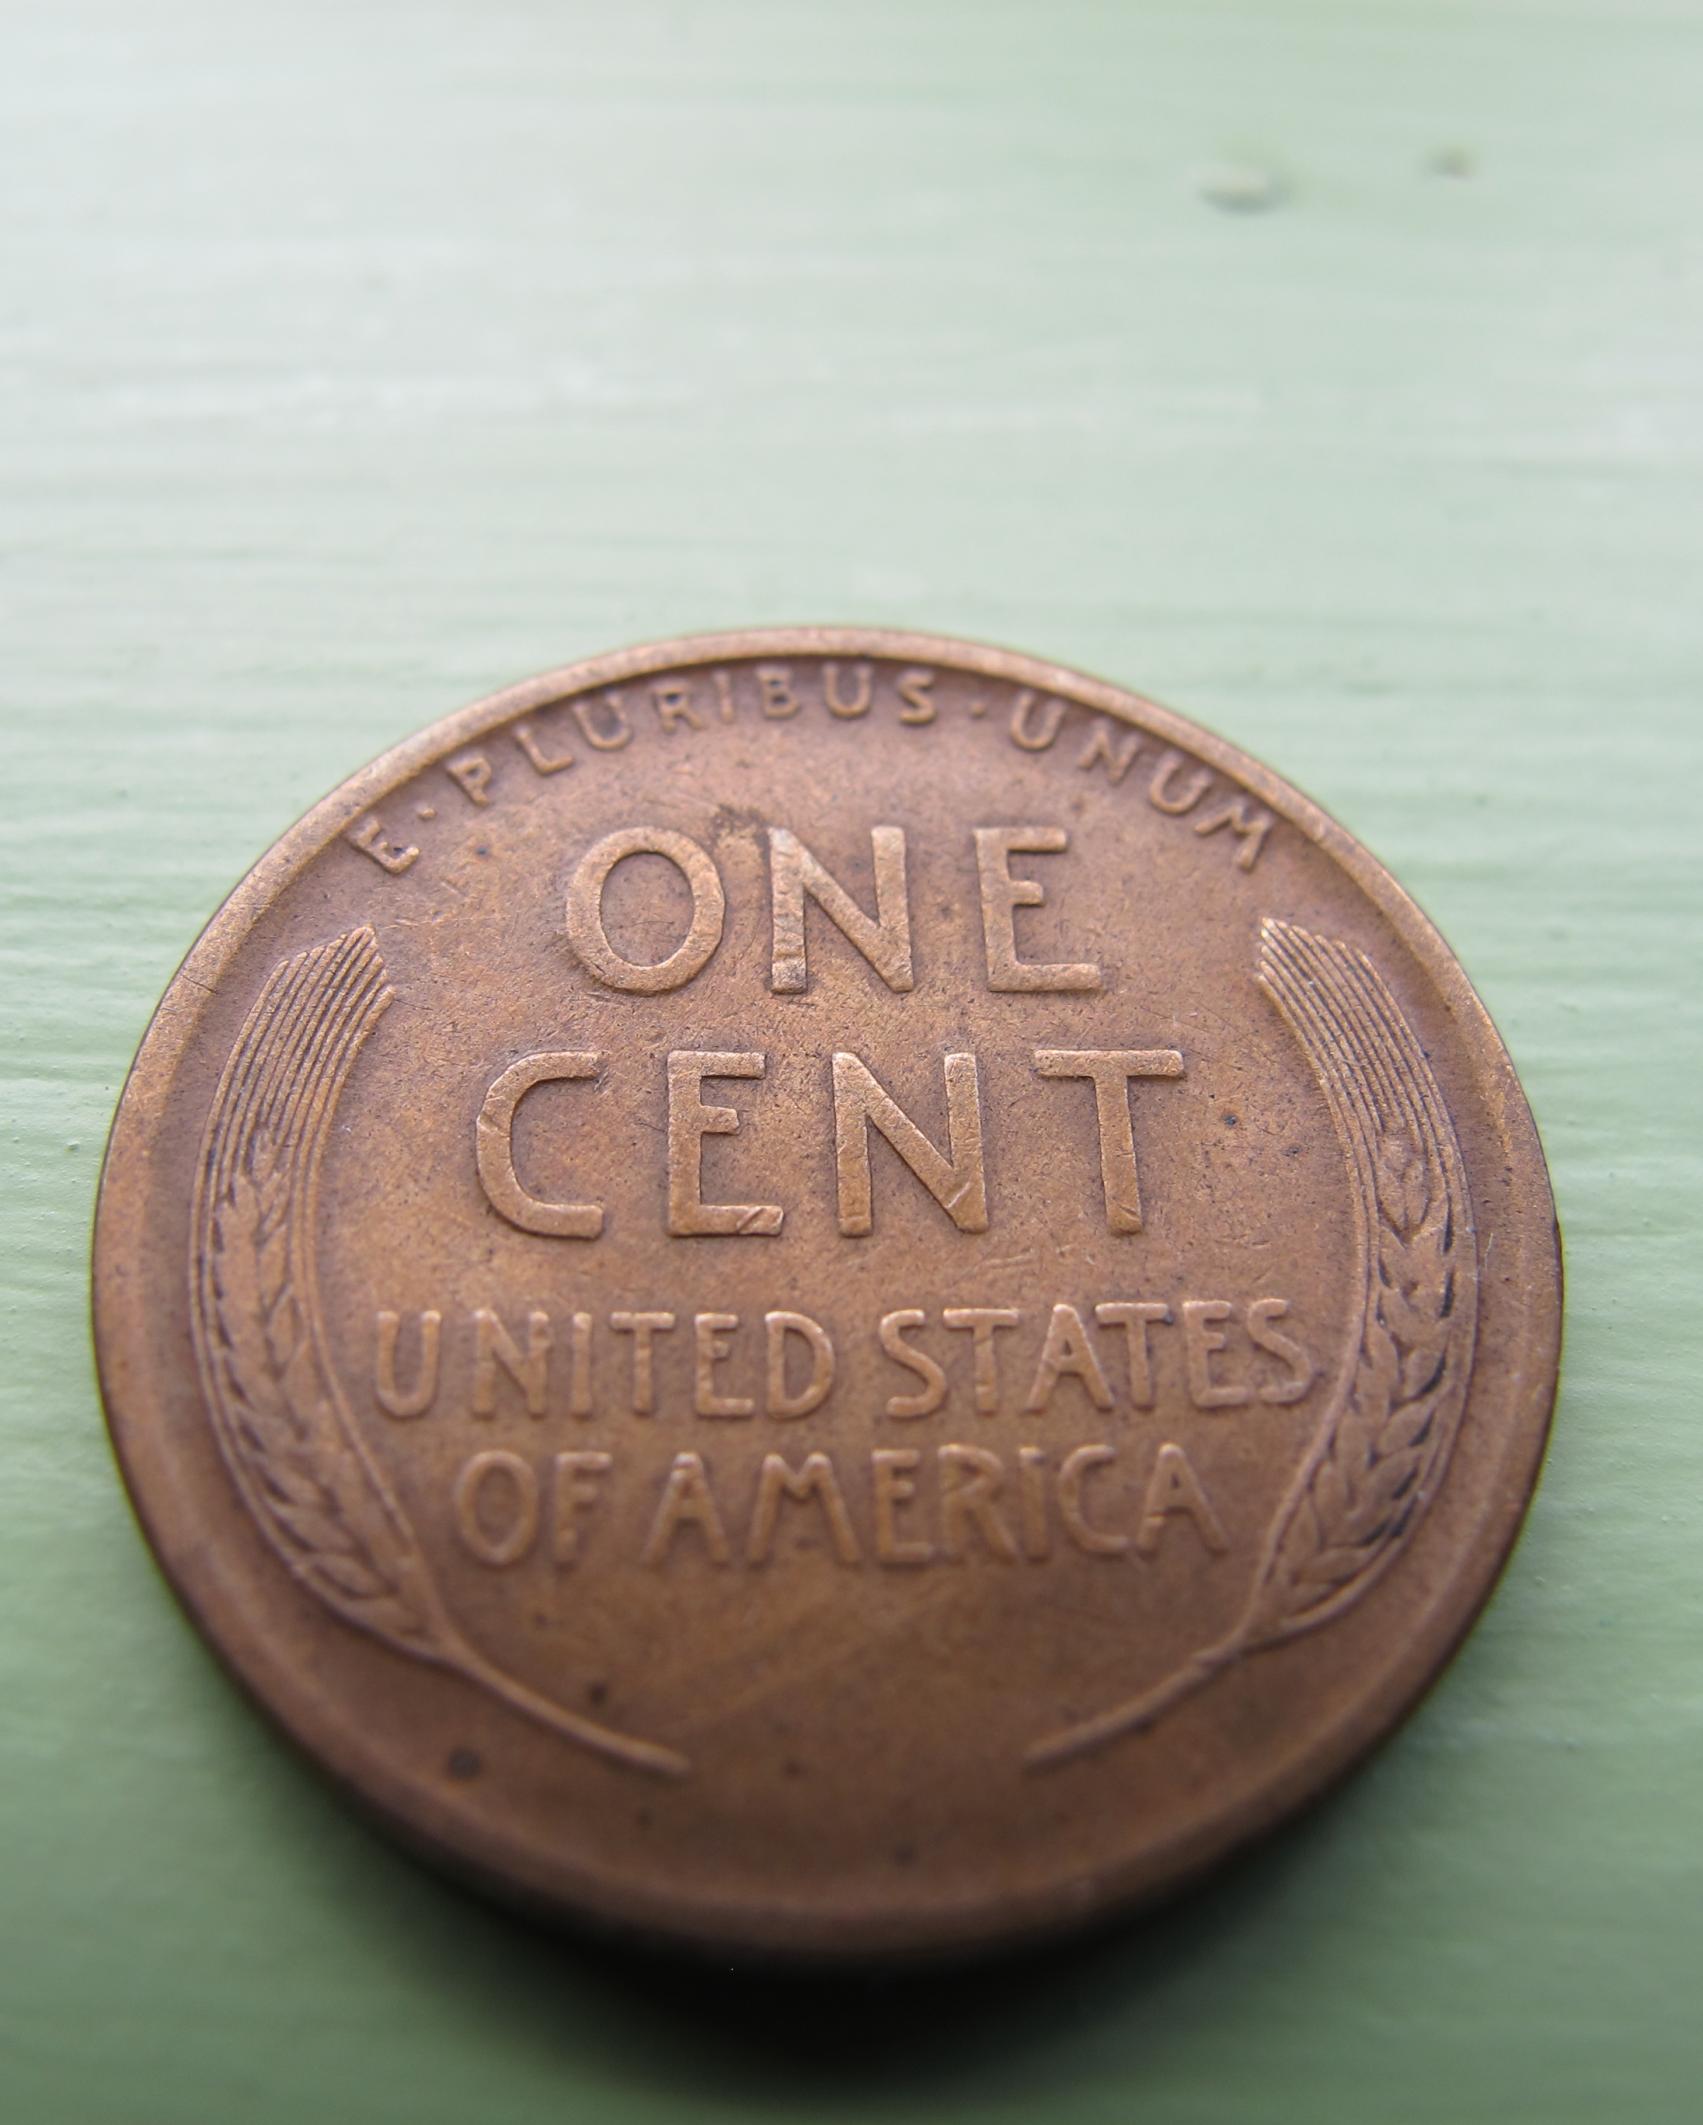 E·PLURIBUS·UNUM
ONE
CENT
UNITED STATES
OF AMERICA